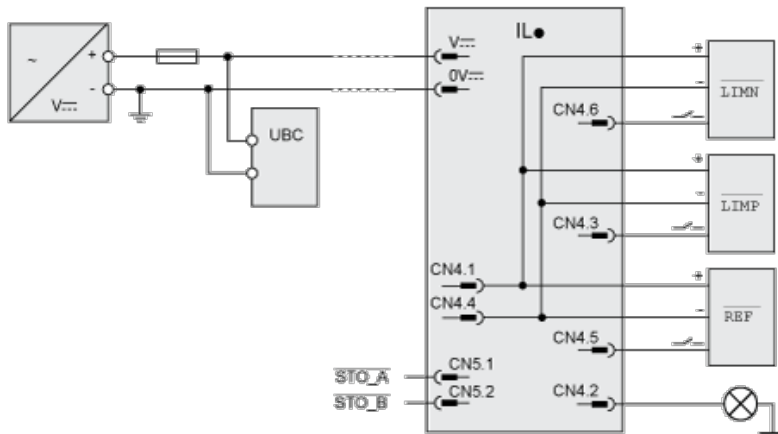 IL●
~
+
-
V⎓
V⎓
0V⎓
UBC
+
-
LIMN
CN4.6
+
-
LIMP
CN4.3
CN4.1
CN4.4
+
-
REF
CN4.5
STO_A
CN5.1
STO_B
CN5.2
CN4.2